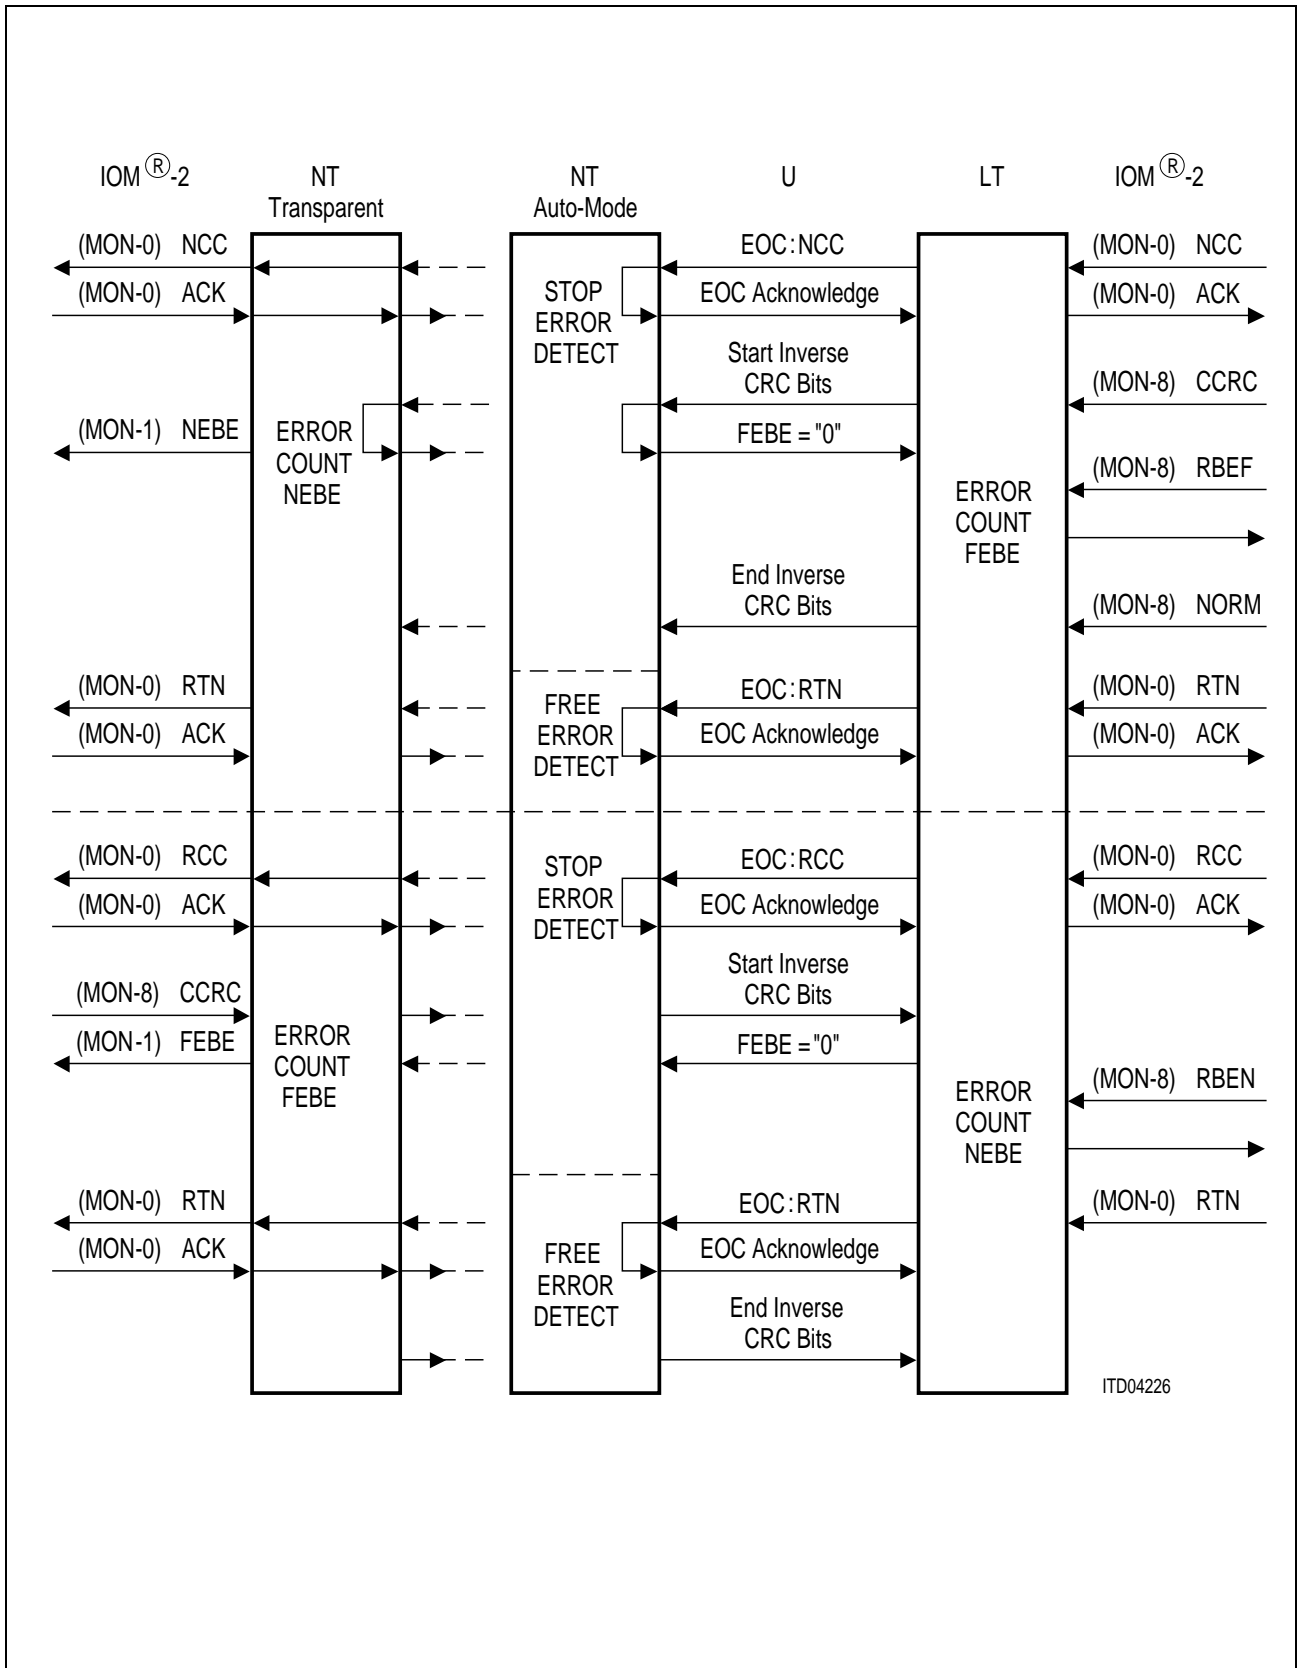 IOM®-2 NT NT U LT IOM®-2
Transparent Auto-Mode
(MON-0) NCC EOC:NCC (MON-0) NCC
(MON-0) ACK STOP EOC Acknowledge (MON-0) ACK
ERROR
DETECT Start Inverse
CRC Bits (MON-8) CCRC
(MON-1) NEBE ERROR FEBE = "0"
COUNT (MON-8) RBEF
NEBE ERROR
COUNT
FEBE
End Inverse
CRC Bits (MON-8) NORM
(MON-0) RTN FREE EOC:RTN (MON-0) RTN
(MON-0) ACK ERROR EOC Acknowledge (MON-0) ACK
DETECT
(MON-0) RCC STOP EOC:RCC (MON-0) RCC
(MON-0) ACK ERROR EOC Acknowledge (MON-0) ACK
DETECT
Start Inverse
(MON-8) CCRC CRC Bits
(MON-1) FEBE ERROR FEBE = "0"
COUNT ERROR (MON-8) RBEN
FEBE COUNT
NEBE
(MON-0) RTN EOC:RTN (MON-0) RTN
(MON-0) ACK FREE EOC Acknowledge
ERROR
DETECT End Inverse
CRC Bits
ITD04226